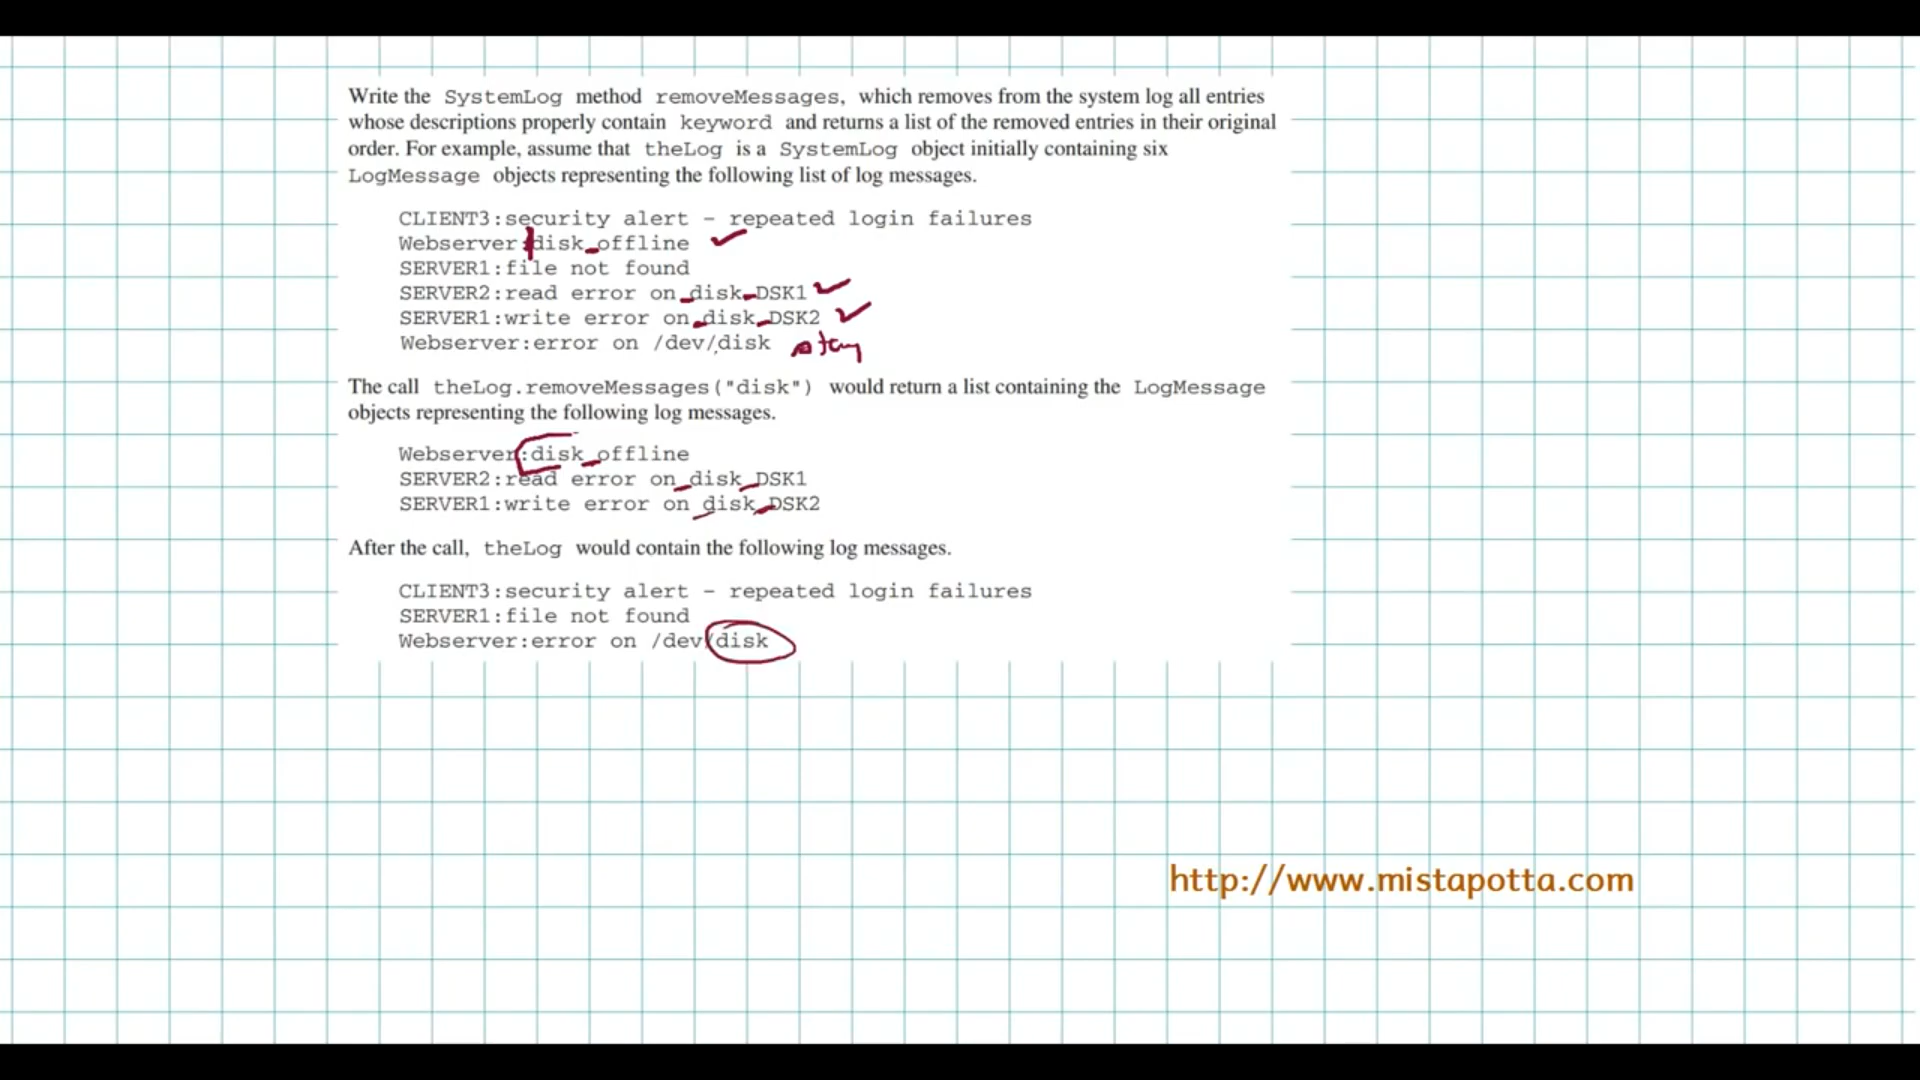 Write the SystemLog method removeMessages, which removes from the system log all entries
whose descriptions properly contain keyword and returns a list of the removed entries in their original
order. For example, assume that theLog is a SystemLog object initially containing six
LogMessage objects representing the following list of log messages.
CLIENT3:security alert - repeated login failures
Webserver:disk offline
SERVER1:file not found
SERVER2:read error on disk DSK1
SERVER1:write error on disk DSK2
Webserver:error on /dev/disk stay
The call theLog.removeMessages("disk") would return a list containing the LogMessage
objects representing the following log messages.
Webserver:disk offline
SERVER2:read error on disk DSK1
SERVER1:write error on disk DSK2
After the call, theLog would contain the following log messages.
CLIENT3:security alert - repeated login failures
SERVER1:file not found
Webserver:error on /dev/disk
http://www.mistapotta.com